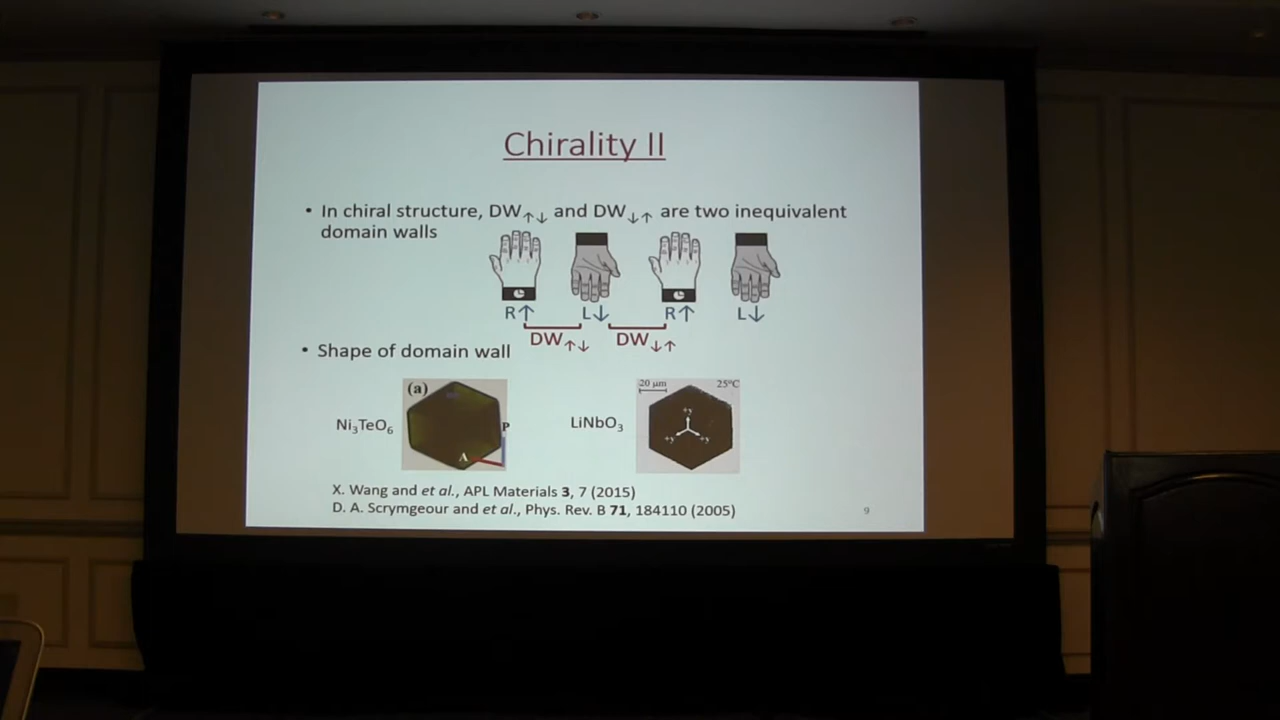 Chirality II
• In chiral structure, DW↑↓ and DW↓↑ are two inequivalent
domain walls
R↑ L↓ R↑ L↓
DW↑↓ DW↓↑
• Shape of domain wall
(a)
20 μm 25°C
Ni₃TeO₆
P
A
LiNbO₃
+y
+y +y
X. Wang and et al., APL Materials 3, 7 (2015)
D. A. Scrymgeour and et al., Phys. Rev. B 71, 184110 (2005)
9